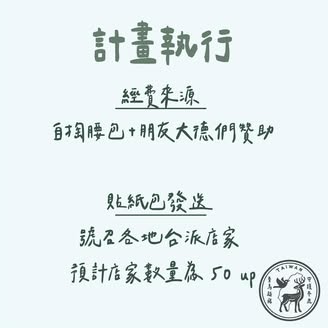 計畫執行
經費來源
自掏腰包+朋友大德們贊助
貼紙包發送
號召各地台派店家
預計店家數量為 50 up
TAIWAN